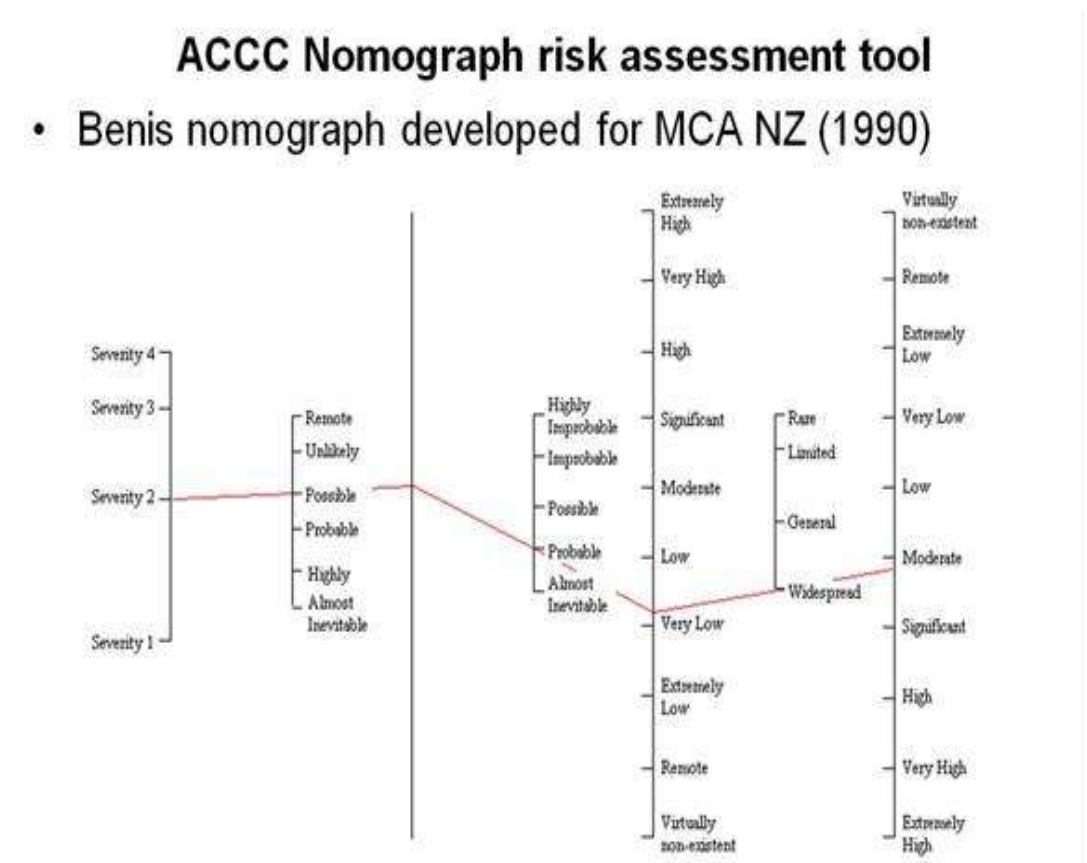 ACCC Nomograph risk assessment tool
• Benis nomograph developed for MCA NZ (1990)
Severity 4
Severity 3
Severity 2
Severity 1
Remote
Unlikely
Possible
Probable
Highly
Almost
Inevitable
Highly
Improbable
Improbable
Possible
Probable
Almost
Inevitable
Extremely
High
Very High
High
Significant
Moderate
Low
Very Low
Extremely
Low
Remote
Virtually
non-existent
Rare
Limited
General
Widespread
Virtually
non-existent
Remote
Extremely
Low
Very Low
Low
Moderate
Significant
High
Very High
Extremely
High